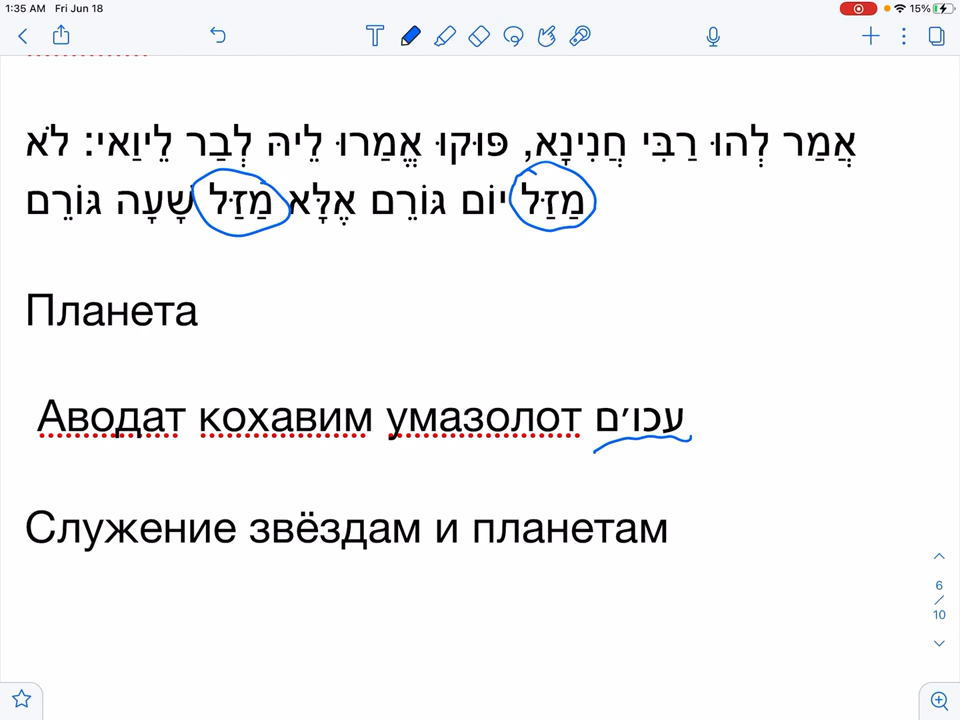 1:35 AM Fri Jun 18
15%
אֲמַר לְהוּ רַבִּי חֲנִינָא, פּוּקוּ אֱמַרוּ לֵיהּ לְבַר לֵיוַאי: לֹא
מַזַּל יוֹם גּוֹרֵם אֶלָּא מַזַּל שָׁעָה גּוֹרֵם
Планета
Аводат кохавим умазолот עכו׳ם
Служение звёздам и планетам
6
/
10